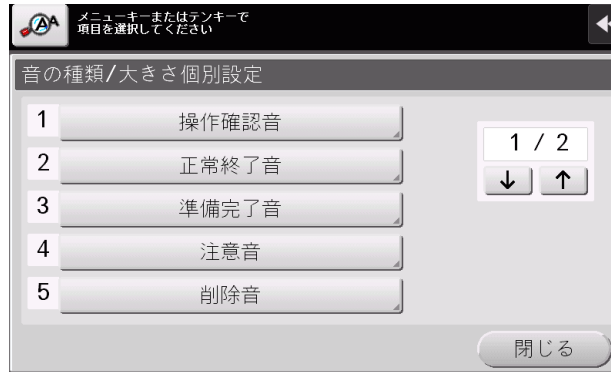 メニューキーまたはテンキーで
項目を選択してください
音の種類/大きさ個別設定
1 操作確認音
2 正常終了音
3 準備完了音
4 注意音
5 削除音
1 / 2
↓ ↑
閉じる